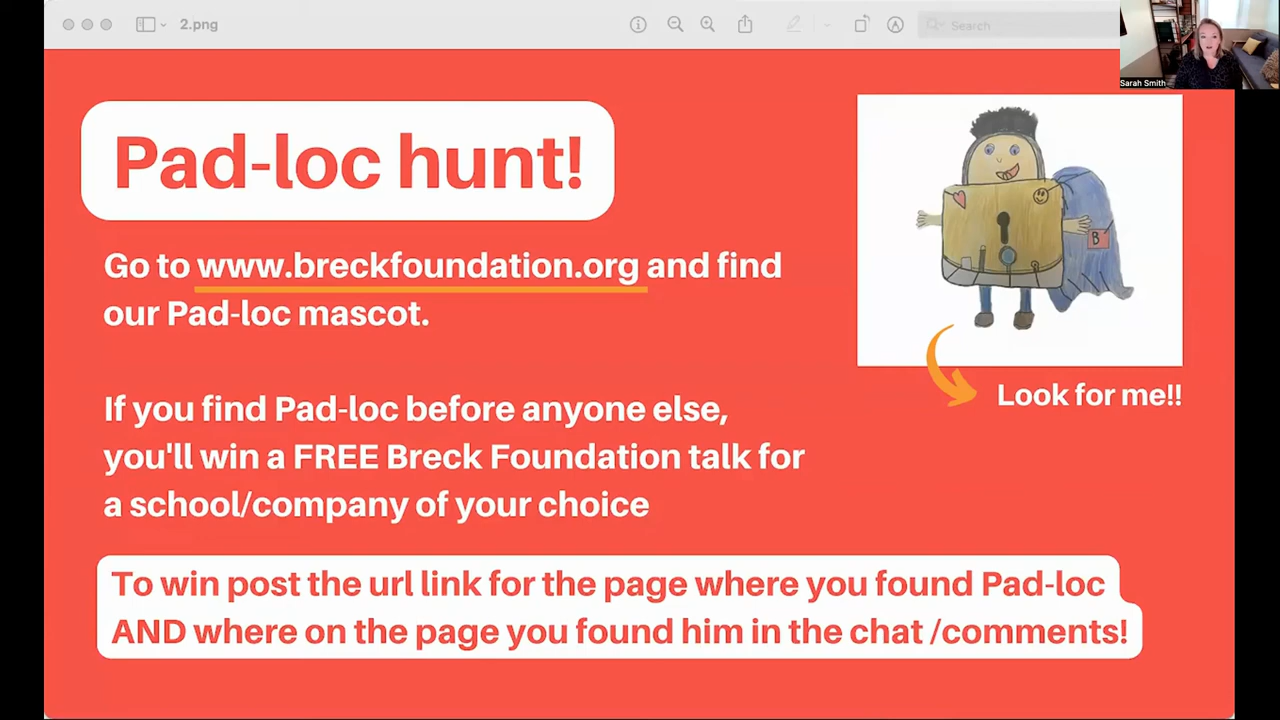 2.png
Search
Sarah Smith
Pad-loc hunt!
Go to www.breckfoundation.org and find
our Pad-loc mascot.
B
Look for me!!
If you find Pad-loc before anyone else,
you'll win a FREE Breck Foundation talk for
a school/company of your choice
To win post the url link for the page where you found Pad-loc
AND where on the page you found him in the chat /comments!